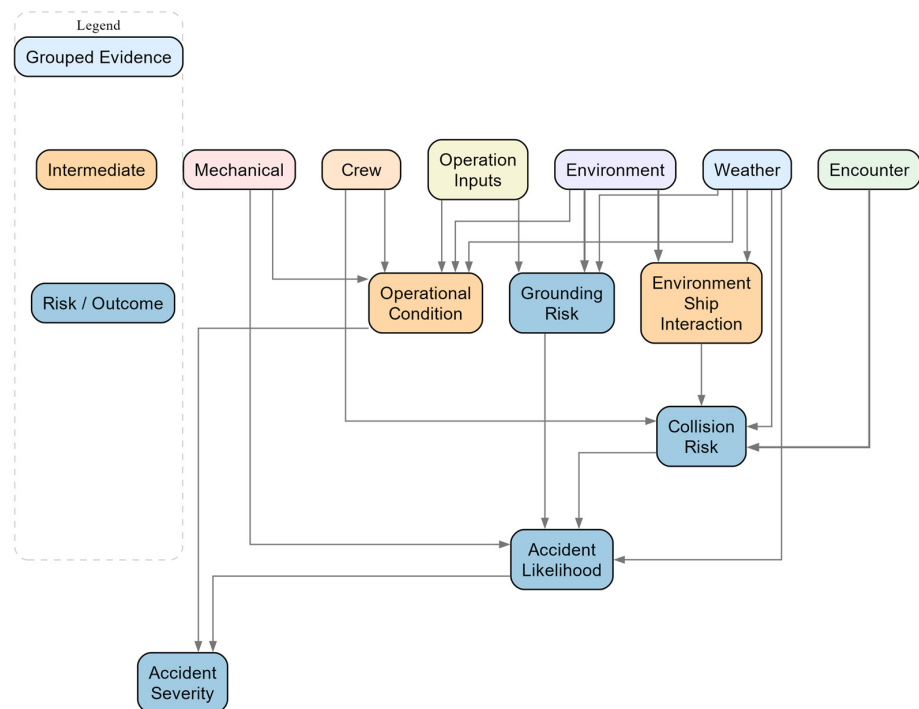 Legend
Grouped Evidence
Intermediate
Mechanical
Crew
Operation
Inputs
Environment
Weather
Encounter
Risk / Outcome
Operational
Condition
Grounding
Risk
Environment
Ship
Interaction
Collision
Risk
Accident
Likelihood
Accident
Severity